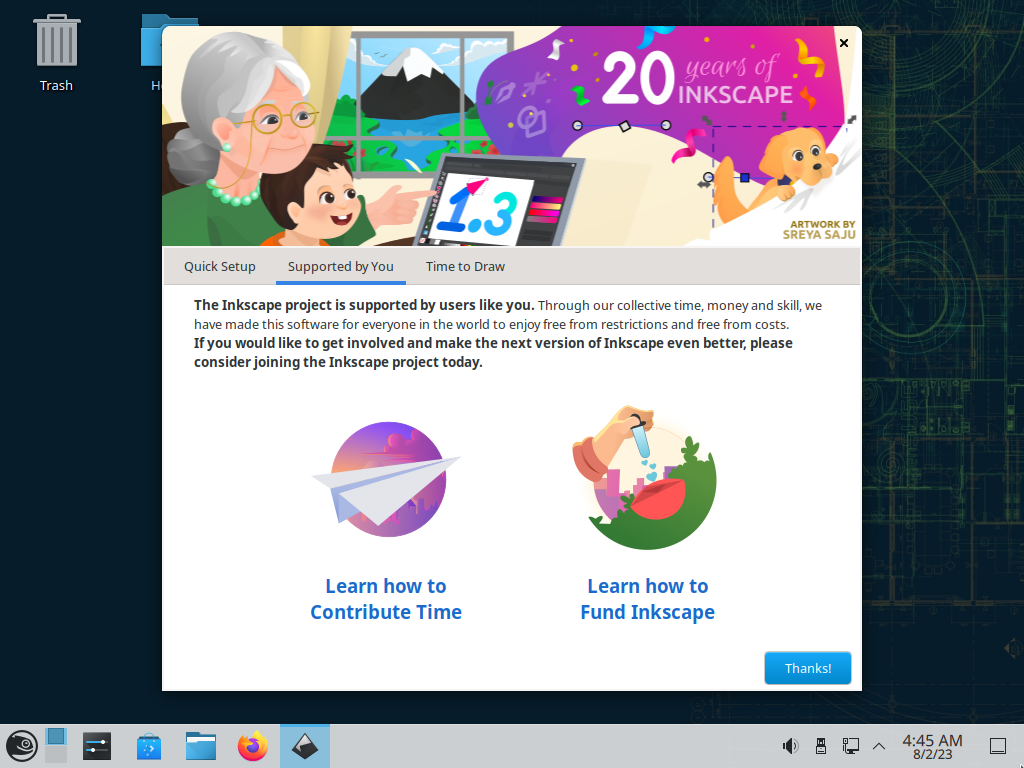 Trash
20 years of
INKSCAPE
1.3
ARTWORK BY
SREYA SAJU
Quick Setup
Supported by You
Time to Draw
The Inkscape project is supported by users like you. Through our collective time, money and skill, we
have made this software for everyone in the world to enjoy free from restrictions and free from costs.
If you would like to get involved and make the next version of Inkscape even better, please
consider joining the Inkscape project today.
Learn how to
Contribute Time
Learn how to
Fund Inkscape
Thanks!
4:45 AM
8/2/23